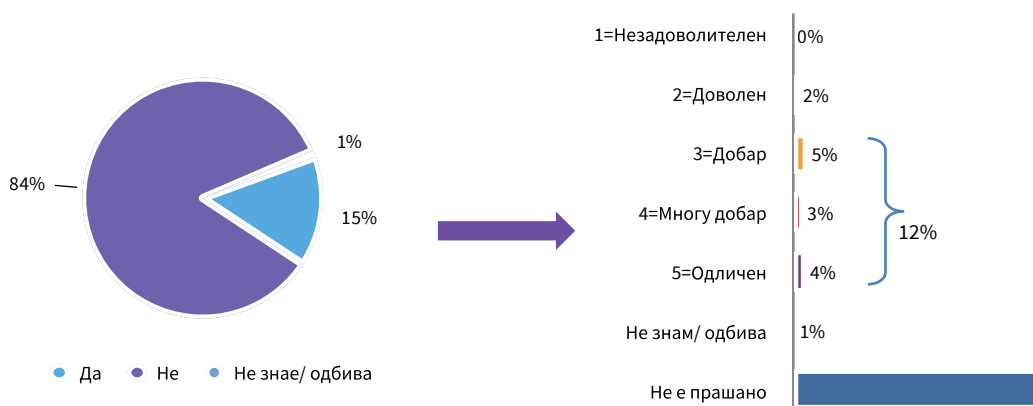 1%
84%
15%
Да
Не
Не знае/ одбива
1=Незадоволителен
0%
2=Доволен
2%
3=Добар
5%
4=Многу добар
3%
12%
5=Одличен
4%
Не знам/ одбива
1%
Не е прашано